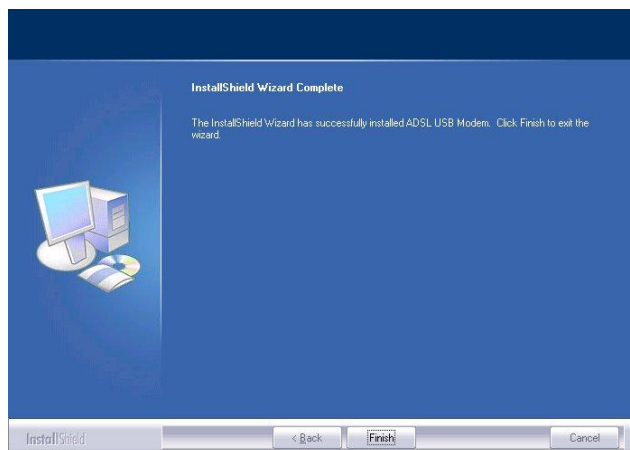 InstallShield Wizard Complete
The InstallShield Wizard has successfully installed ADSL USB Modem. Click Finish to exit the
wizard.
InstallShield
< Back
Finish
Cancel